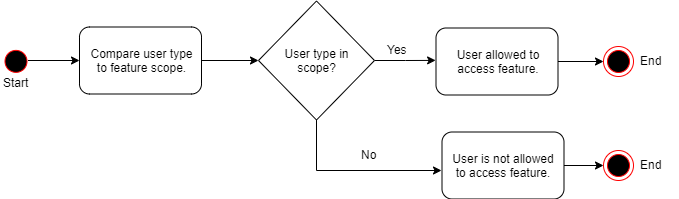 Start
Compare user type
to feature scope.
User type in
scope?
Yes
User allowed to
access feature.
End
No
User is not allowed
to access feature.
End